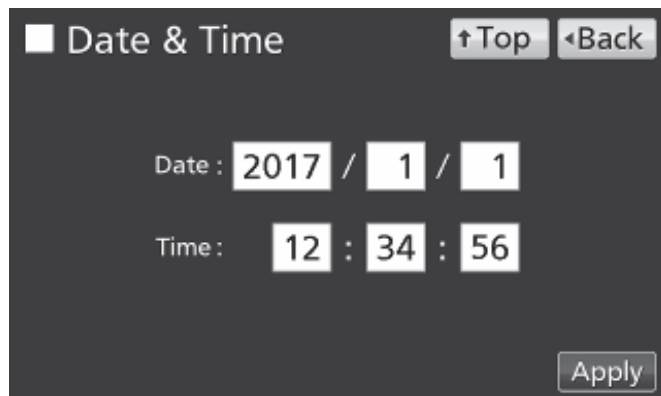 Date & Time ↑Top ◂Back
Date : 2017 / 1 / 1
Time : 12 : 34 : 56
Apply